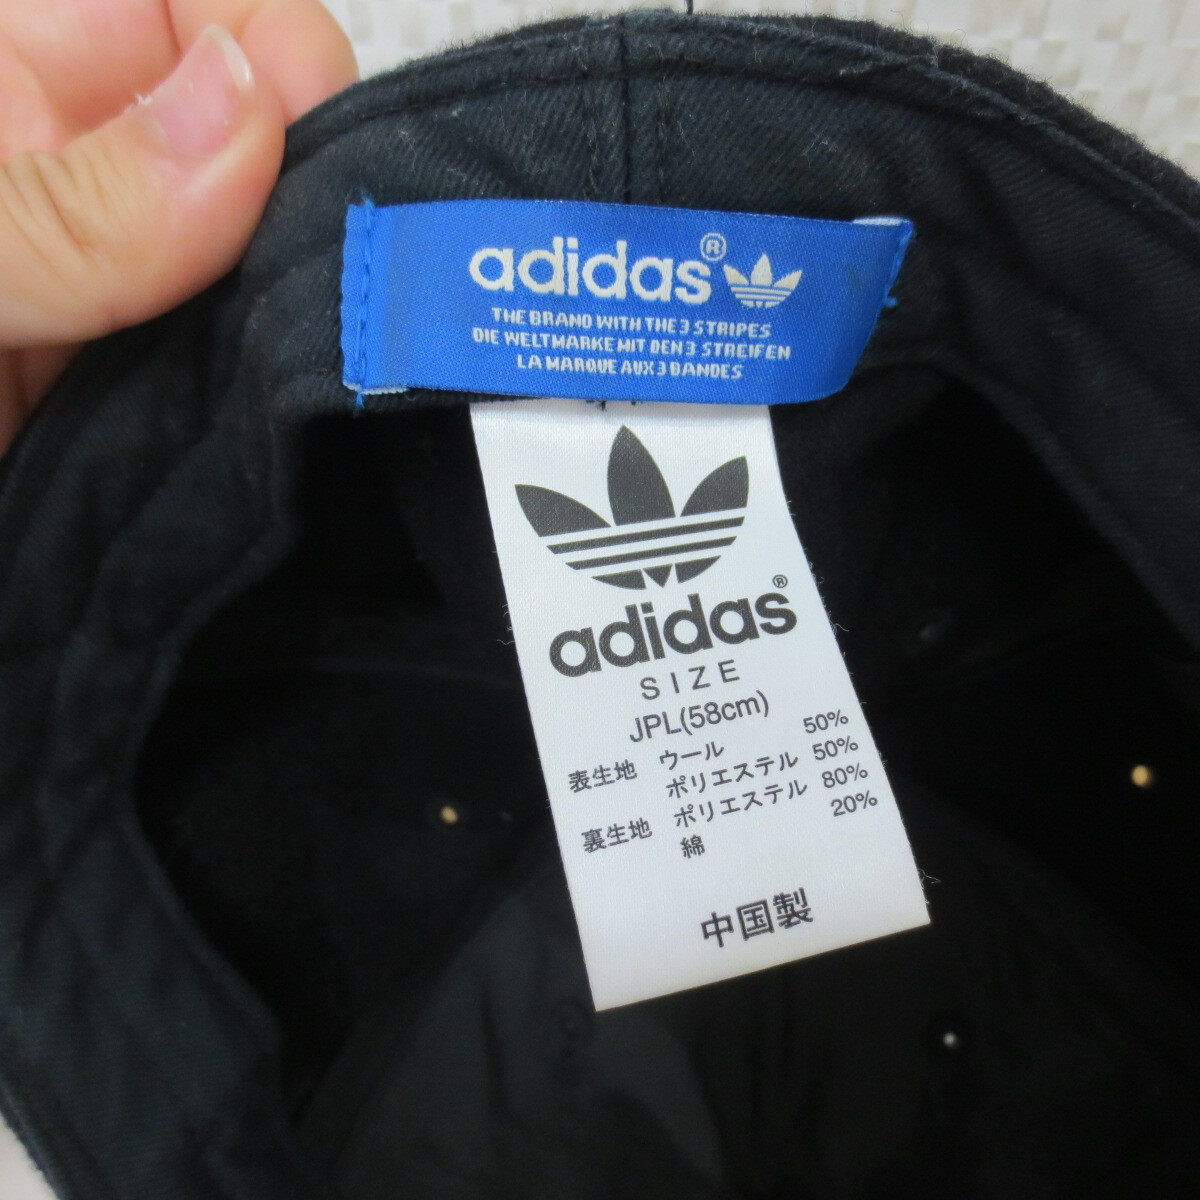 adidas®
THE BRAND WITH THE 3 STRIPES
DIE WELTMARKE MIT DEN 3 STREIFEN
LA MARQUE AUX 3 BANDES
adidas®
SIZE
JPL(58cm)
表生地 ウール 50%
ポリエステル 50%
裏生地 ポリエステル 80%
綿 20%
中国製